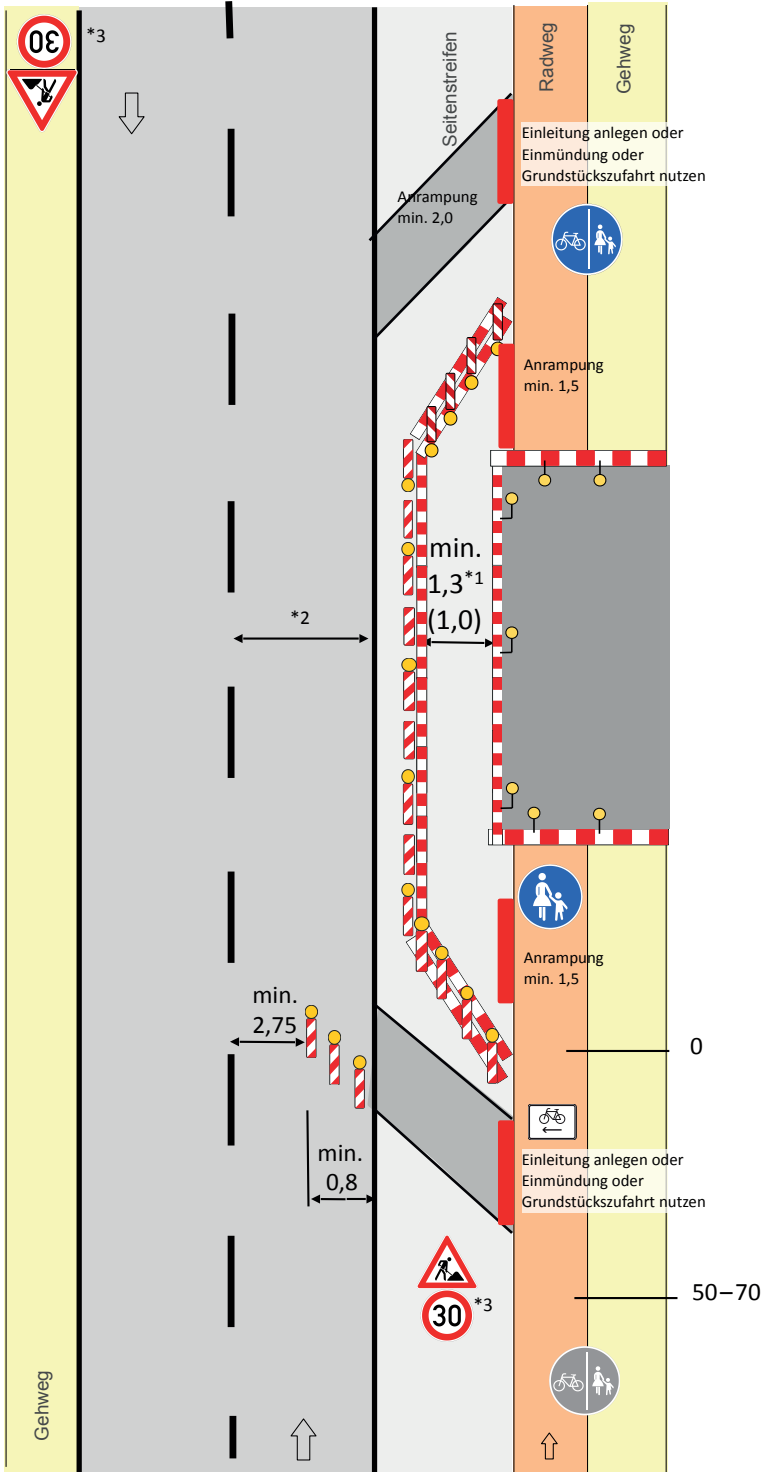 30
*3
Seitenstreifen
Radweg
Gehweg
Einleitung anlegen oder
Einmündung oder
Grundstückszufahrt nutzen
Anrampung
min. 2,0
Anrampung
min. 1,5
min.
1,3*1
(1,0)
*2
Anrampung
min. 1,5
min.
2,75
0
min.
0,8
Einleitung anlegen oder
Einmündung oder
Grundstückszufahrt nutzen
30
*3
50–70
Gehweg